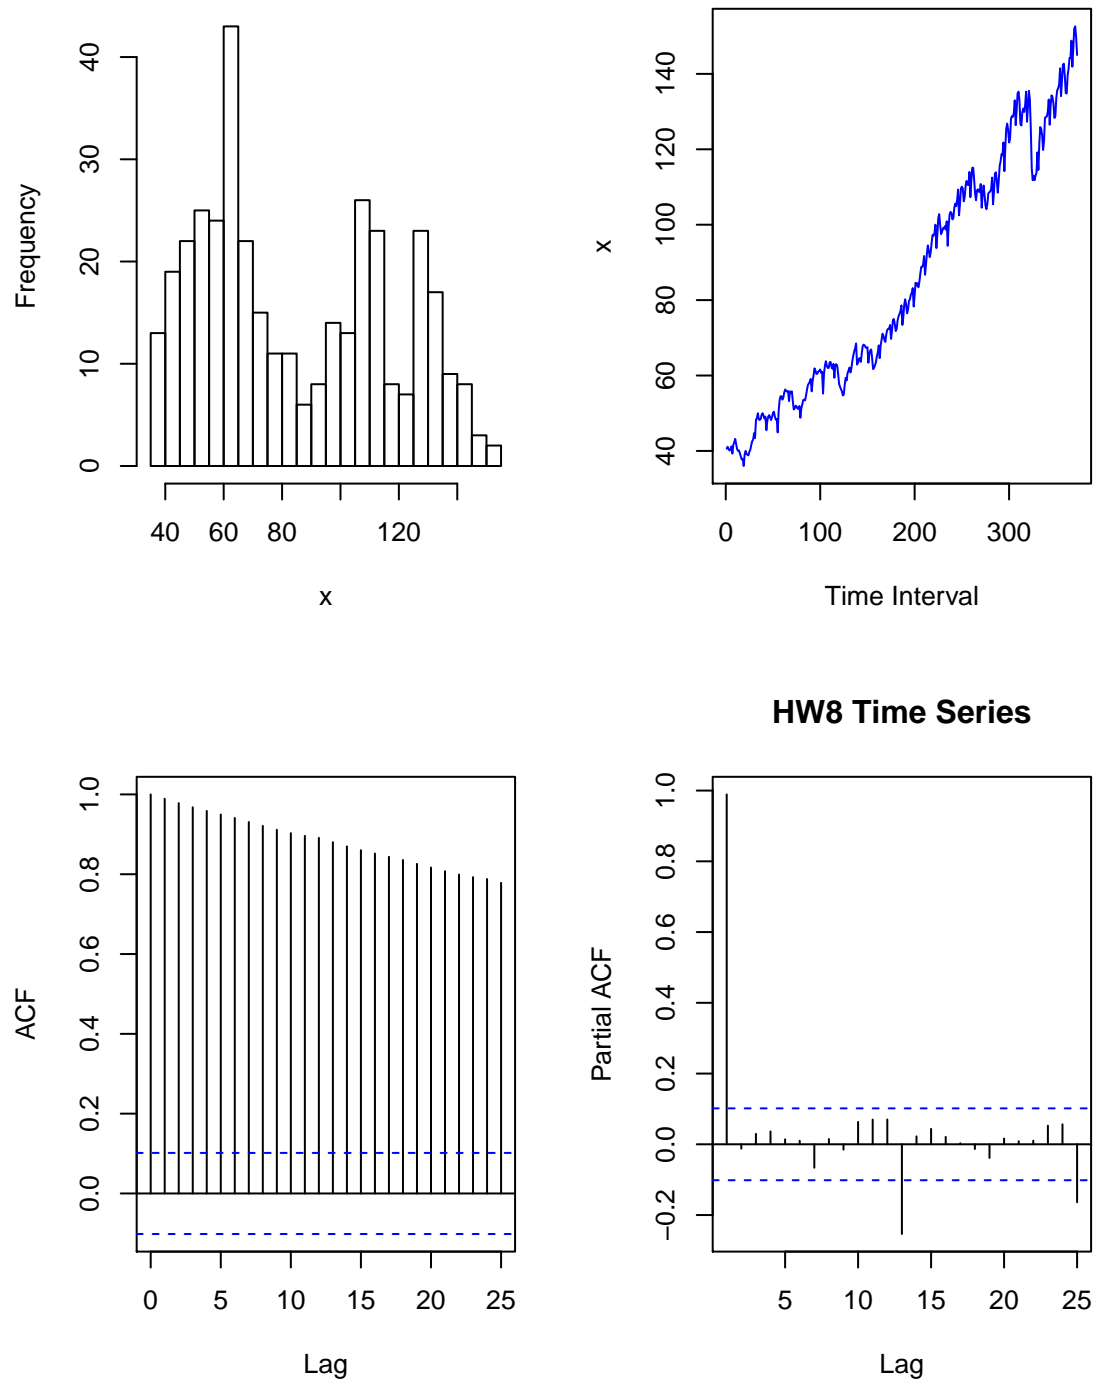 Frequency
40
30
20
10
0
40 60 80 120
x
x
140
120
100
80
60
40
0 100 200 300
Time Interval
ACF
1.0
0.8
0.6
0.4
0.2
0.0
0 5 10 15 20 25
Lag
HW8 Time Series
Partial ACF
1.0
0.8
0.6
0.4
0.2
0.0
−0.2
5 10 15 20 25
Lag